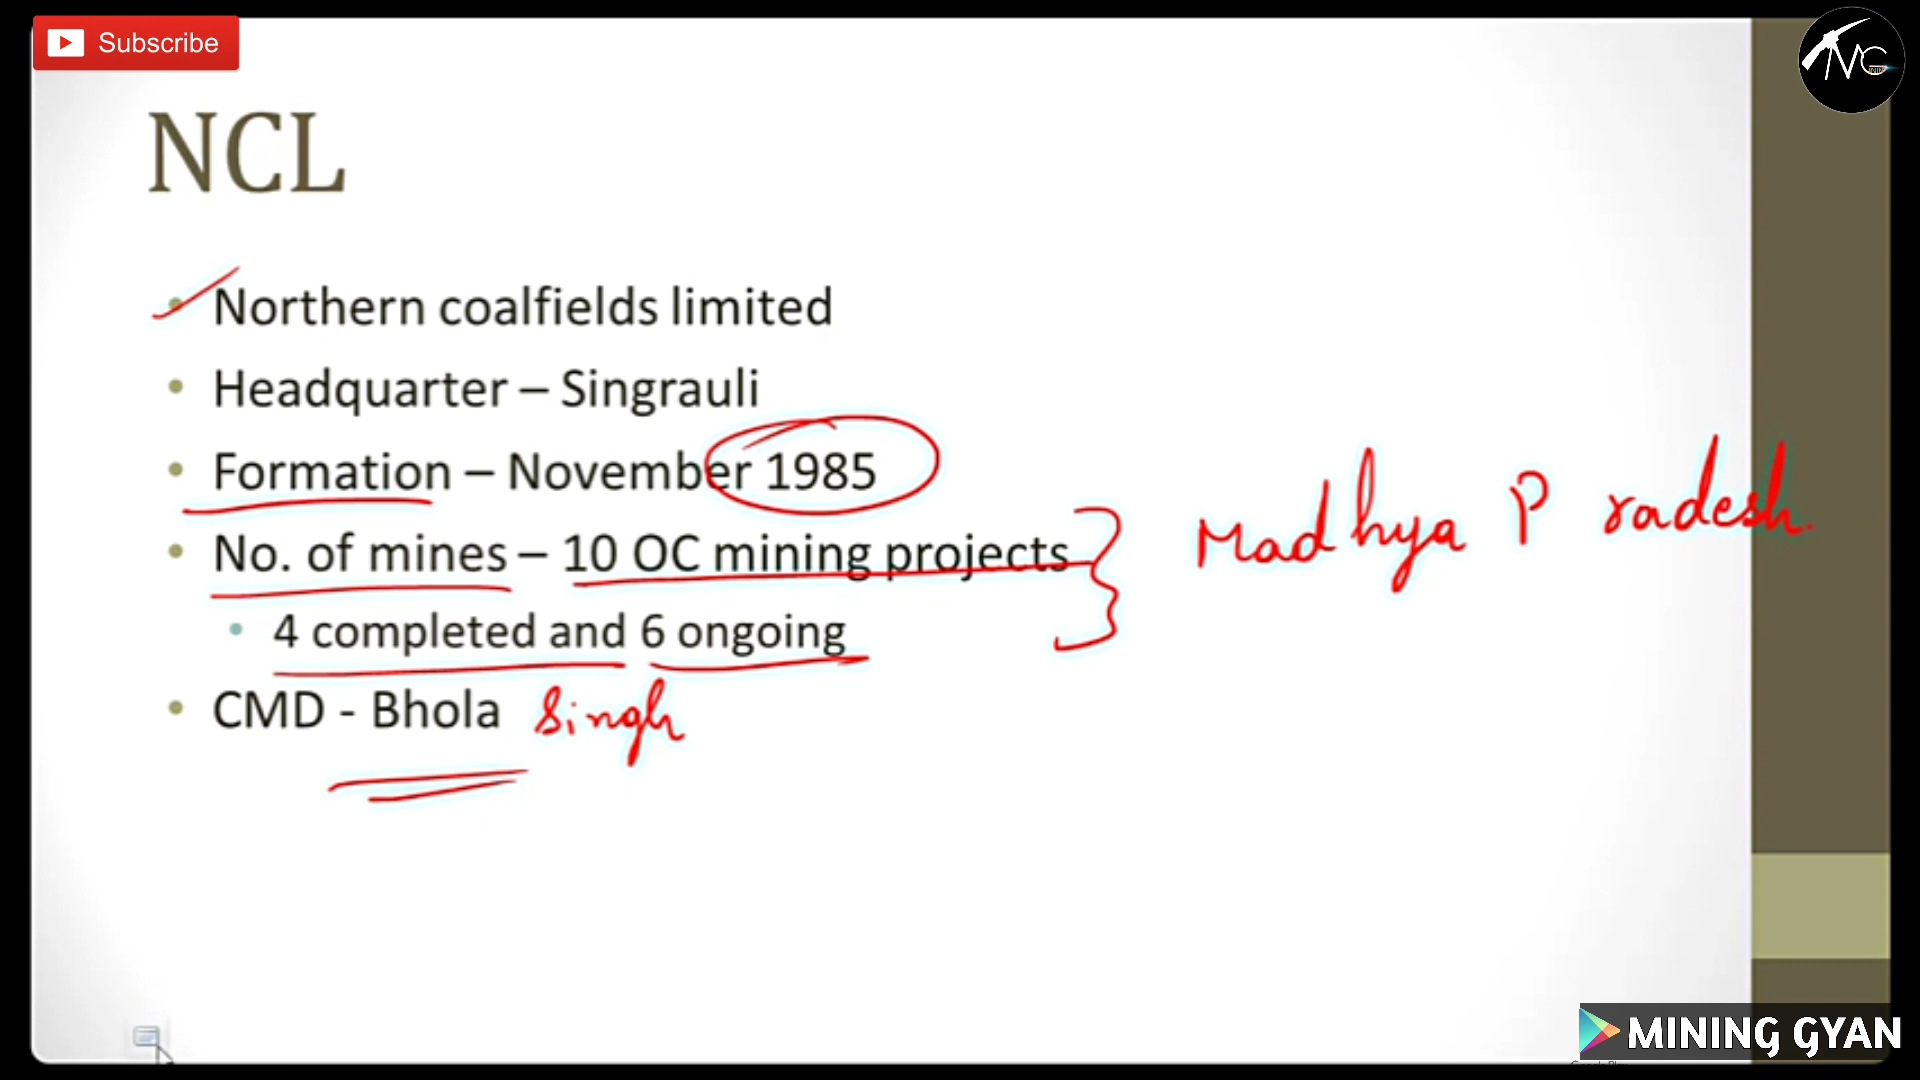 Subscribe
MG
NCL
• Northern coalfields limited
• Headquarter – Singrauli
• Formation – November 1985
• No. of mines – 10 OC mining projects
Madhya Pradesh.
• 4 completed and 6 ongoing
• CMD - Bhola Singh
MINING GYAN